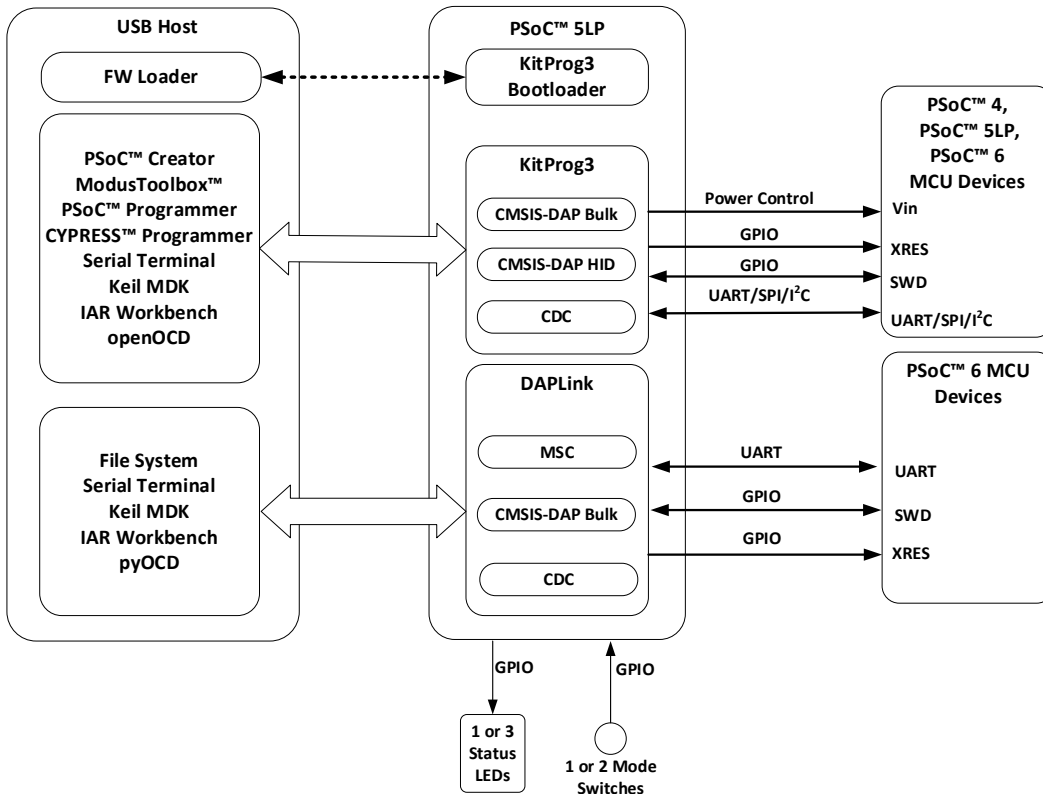 USB Host
FW Loader
PSoC™ Creator
ModusToolbox™
PSoC™ Programmer
CYPRESS™ Programmer
Serial Terminal
Keil MDK
IAR Workbench
openOCD
File System
Serial Terminal
Keil MDK
IAR Workbench
pyOCD
PSoC™ 5LP
KitProg3
Bootloader
KitProg3
CMSIS-DAP Bulk
CMSIS-DAP HID
CDC
DAPLink
MSC
CMSIS-DAP Bulk
CDC
Power Control
GPIO
GPIO
UART/SPI/I²C
PSoC™ 4,
PSoC™ 5LP,
PSoC™ 6
MCU Devices
Vin
XRES
SWD
UART/SPI/I²C
UART
GPIO
GPIO
PSoC™ 6 MCU
Devices
UART
SWD
XRES
GPIO
GPIO
1 or 3
Status
LEDs
1 or 2 Mode
Switches